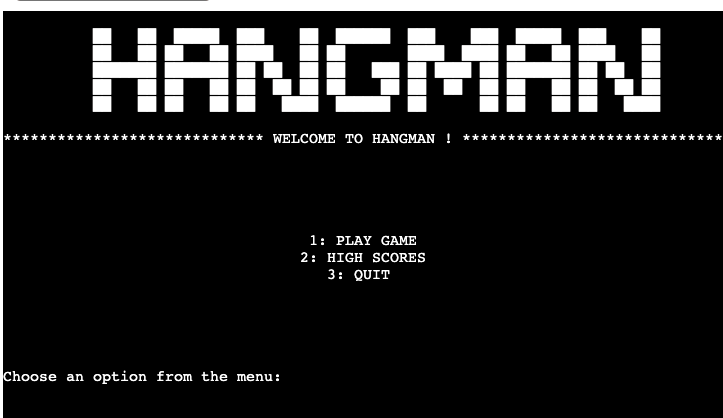 HANGMAN
***************************** WELCOME TO HANGMAN ! *****************************
1: PLAY GAME
2: HIGH SCORES
3: QUIT
Choose an option from the menu: